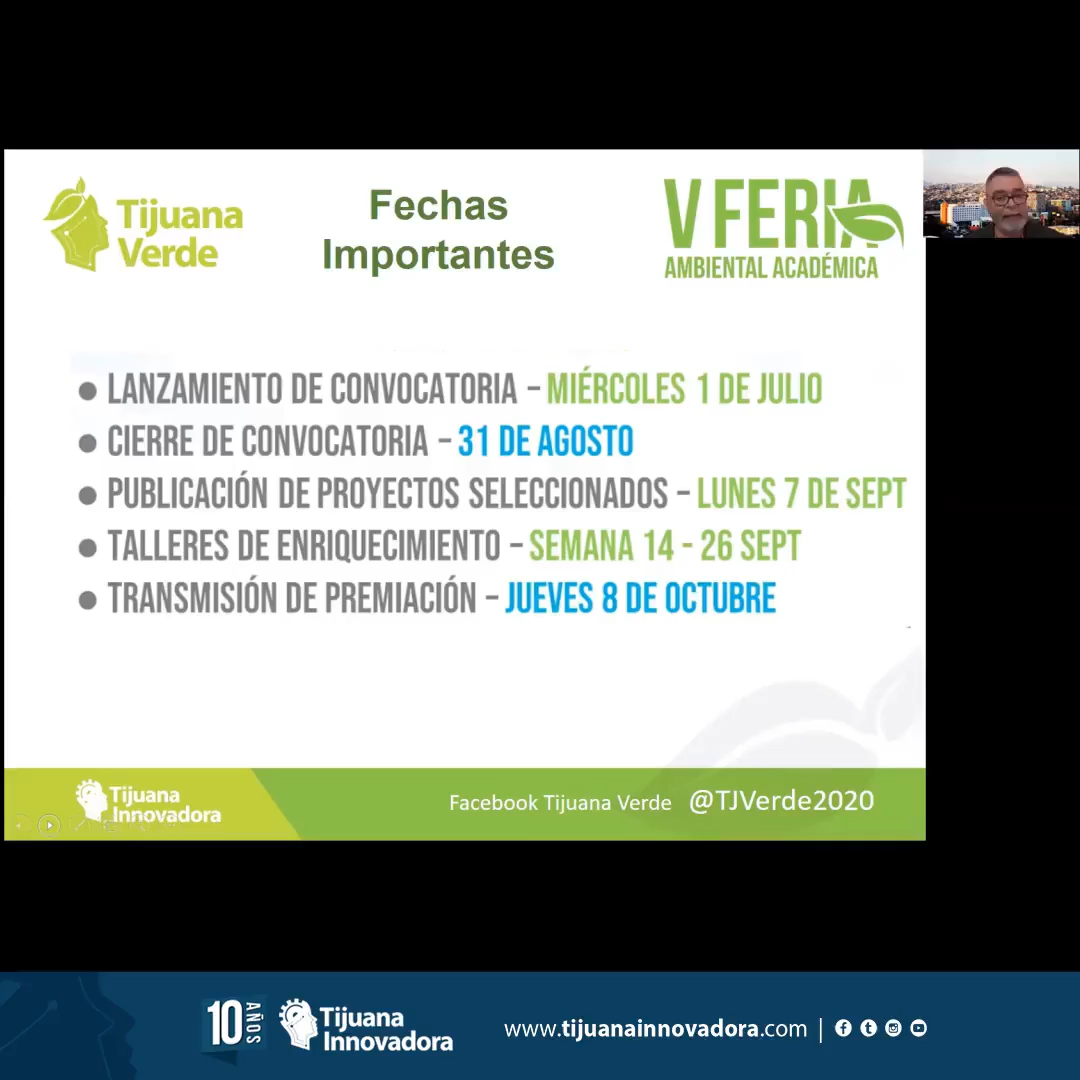 Tijuana
Verde
Fechas
Importantes
V FERIA
AMBIENTAL ACADÉMICA
● LANZAMIENTO DE CONVOCATORIA – MIÉRCOLES 1 DE JULIO
● CIERRE DE CONVOCATORIA – 31 DE AGOSTO
● PUBLICACIÓN DE PROYECTOS SELECCIONADOS – LUNES 7 DE SEPT
● TALLERES DE ENRIQUECIMIENTO – SEMANA 14 - 26 SEPT
● TRANSMISIÓN DE PREMIACIÓN – JUEVES 8 DE OCTUBRE
Tijuana
Innovadora
Facebook Tijuana Verde @TJVerde2020
10 AÑOS
Tijuana
Innovadora
www.tijuanainnovadora.com |